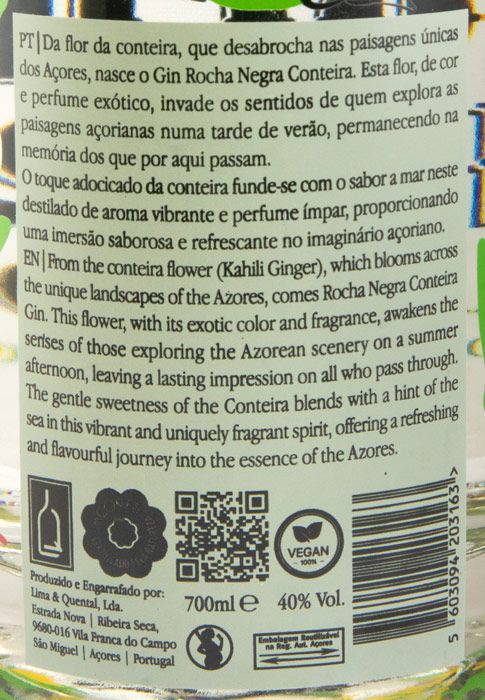 PT|Da flor da conteira, que desabrocha nas paisagens únicas
dos Açores, nasce o Gin Rocha Negra Conteira. Esta flor, de cor
e perfume exótico, invade os sentidos de quem explora as
paisagens açorianas numa tarde de verão, permanecendo na
memória dos que por aqui passam.
O toque adocicado da conteira funde-se com o sabor a mar neste
destilado de aroma vibrante e perfume ímpar, proporcionando
uma imersão saborosa e refrescante no imaginário açoriano.
EN|From the conteira flower (Kahili Ginger), which blooms across
the unique landscapes of the Azores, comes Rocha Negra Conteira
Gin. This flower, with its exotic color and fragrance, awakens the
senses of those exploring the Azorean scenery on a summer
afternoon, leaving a lasting impression on all who pass through.
The gentle sweetness of the Conteira blends with a hint of the
sea in this vibrant and uniquely fragrant spirit, offering a refreshing
and flavourful journey into the essence of the Azores.
VEGAN
100%
Produzido e Engarrafado por:
Lima & Quental, Lda.
Estrada Nova | Ribeira Seca,
9680-016 Vila Franca do Campo
São Miguel | Açores | Portugal
700ml e 40% Vol.
Embalagem Reutilizável
na Reg. Aut. Açores
5 603094 203163 >